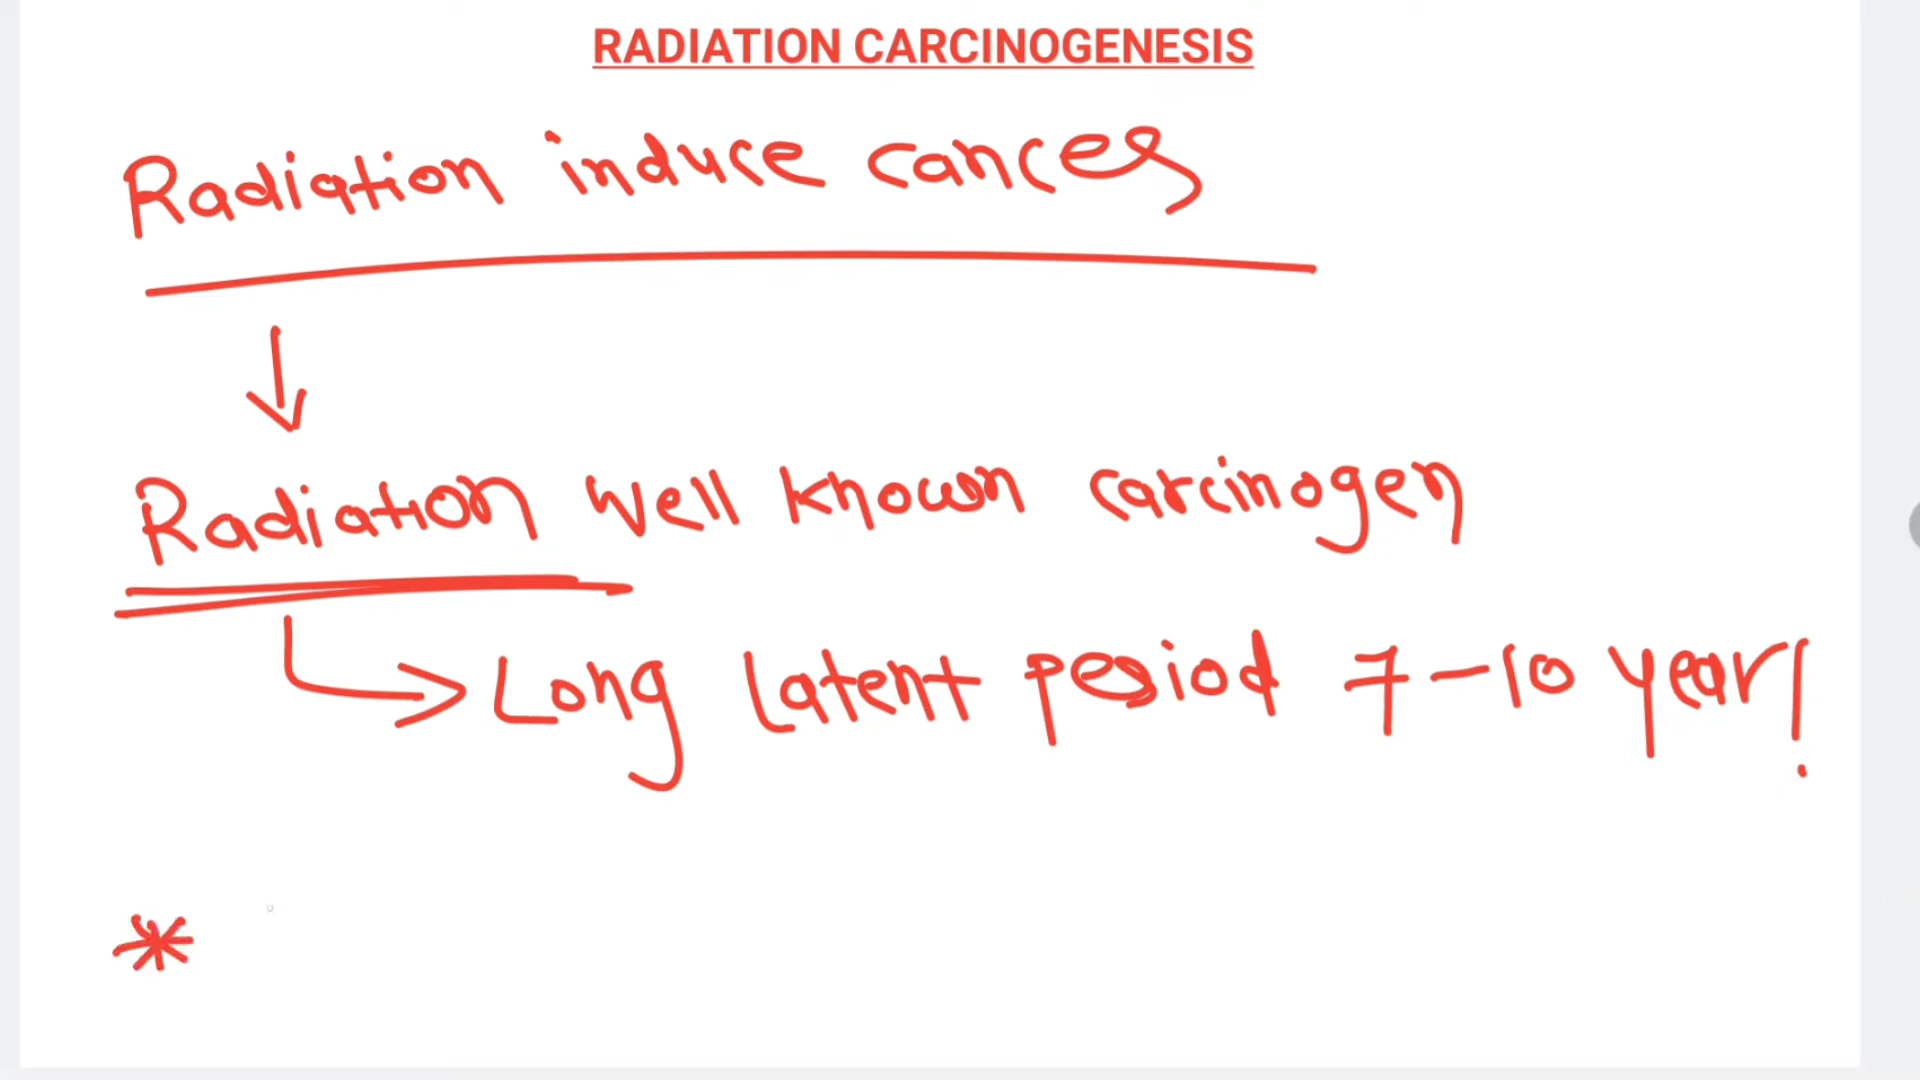 RADIATION CARCINOGENESIS
Radiation induce cancer
Radiation well known carcinogen
Long latent period 7-10 year!
*